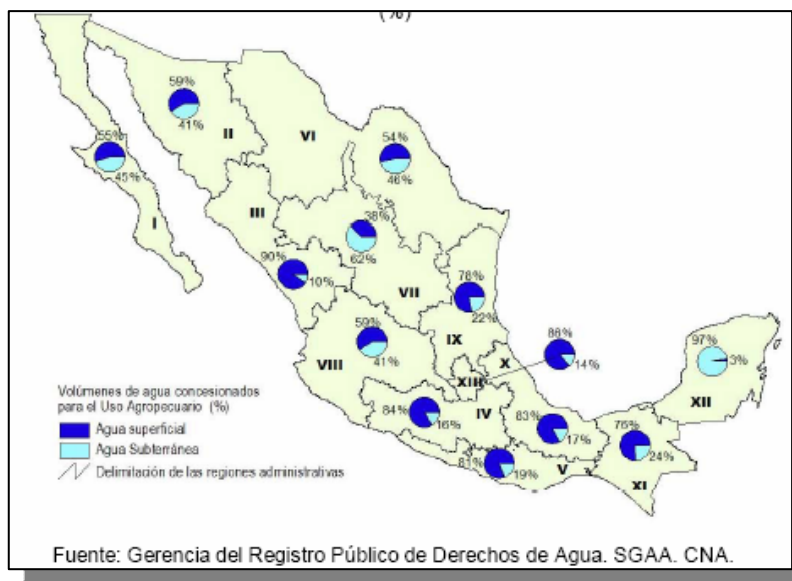 (%)
59%
41%
II
VI
54%
46%
55%
45%
I
III
38%
62%
90%
10%
VII
76%
22%
IX
59%
41%
VIII
X
86%
14%
XIII
97%
3%
XII
84%
16%
IV
83%
17%
76%
24%
81%
19%
V
XI
Volúmenes de agua concesionados
para el Uso Agropecuario (%)
Agua superficial
Agua Subterránea
Delimitación de las regiones administrativas
Fuente: Gerencia del Registro Público de Derechos de Agua. SGAA. CNA.